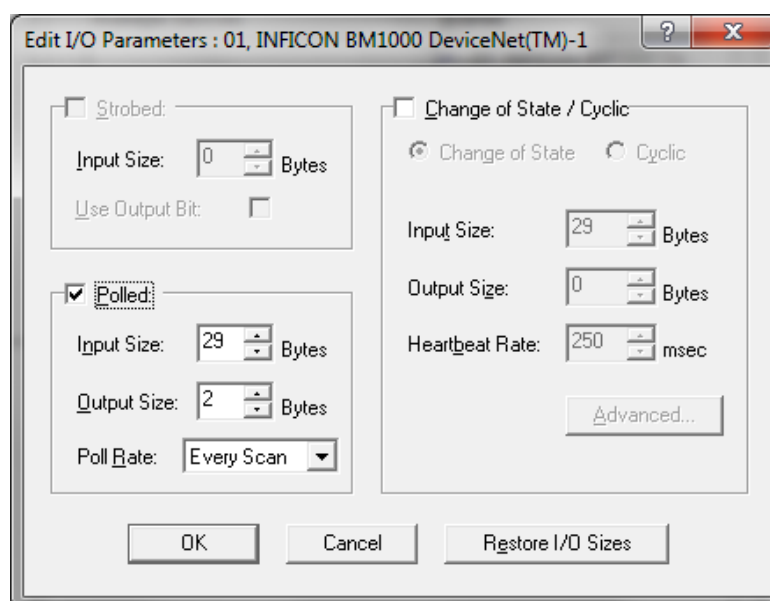 Edit I/O Parameters : 01, INFICON BM1000 DeviceNet(TM)-1
?
X
Strobed:
Input Size: 0 Bytes
Use Output Bit:
Polled:
Input Size: 29 Bytes
Output Size: 2 Bytes
Poll Rate: Every Scan
Change of State / Cyclic
Change of State Cyclic
Input Size: 29 Bytes
Output Size: 0 Bytes
Heartbeat Rate: 250 msec
Advanced...
OK Cancel Restore I/O Sizes